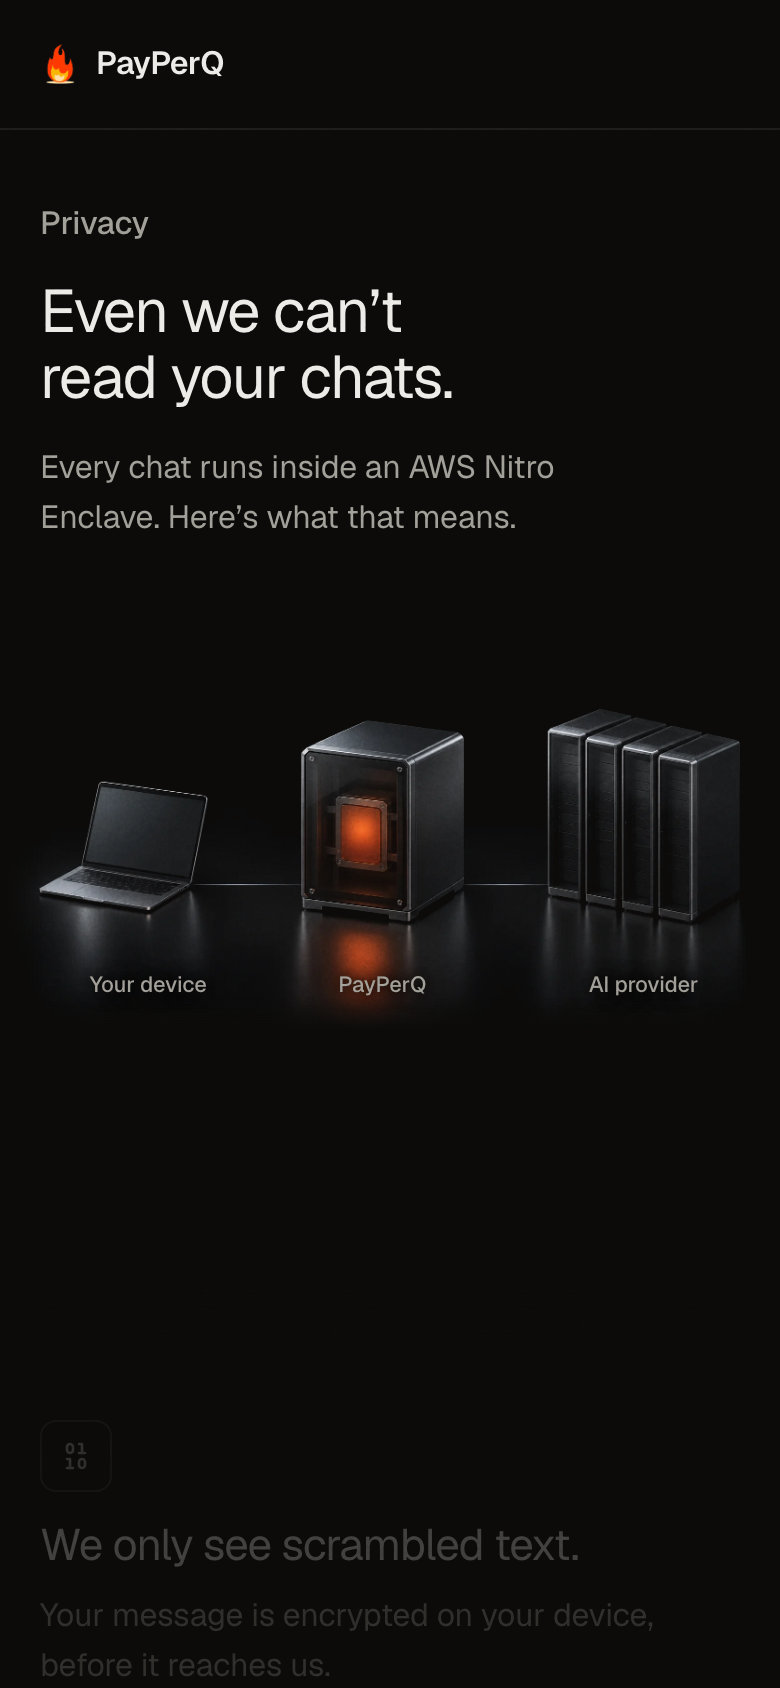 PayPerQ
Privacy
Even we can’t
read your chats.
Every chat runs inside an AWS Nitro
Enclave. Here’s what that means.
Your device
PayPerQ
AI provider
01
10
We only see scrambled text.
Your message is encrypted on your device,
before it reaches us.